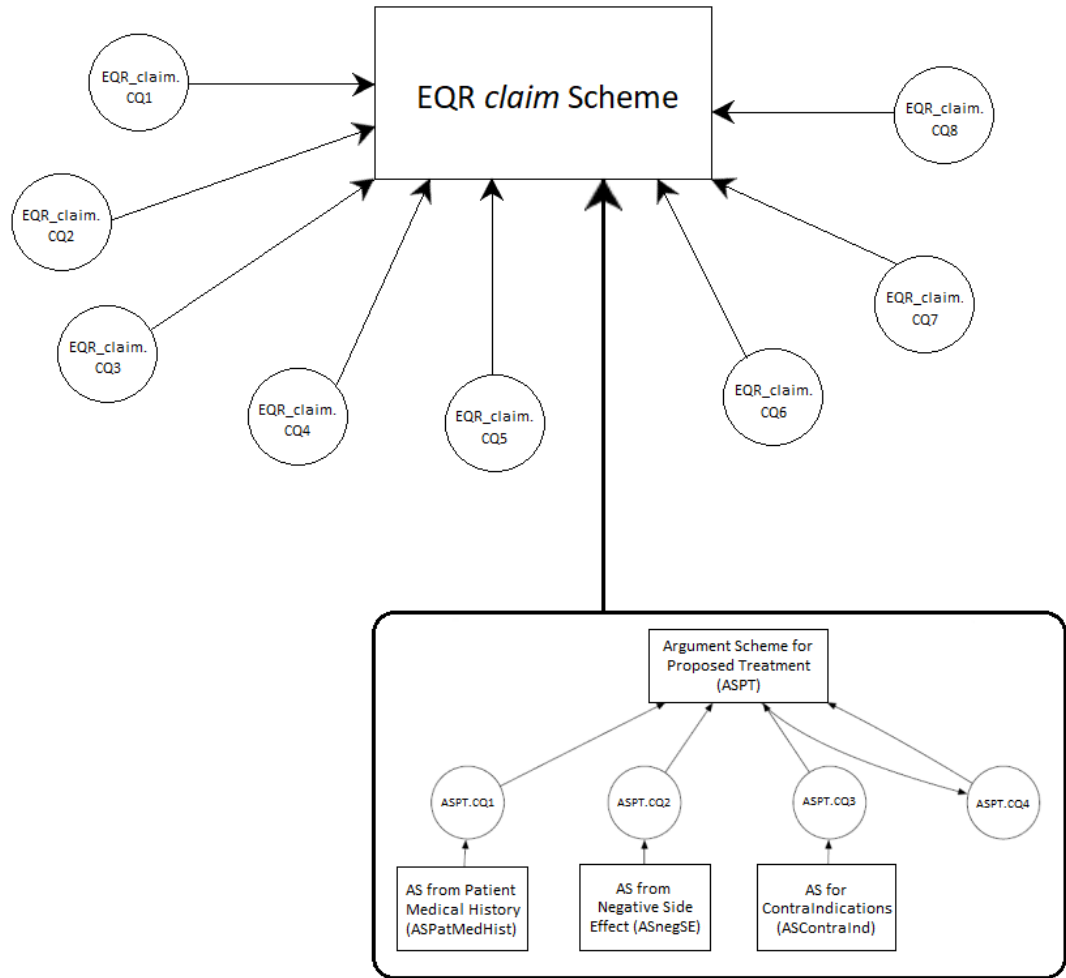 EQR claim Scheme
EQR_claim.
CQ1
EQR_claim.
CQ8
EQR_claim.
CQ2
EQR_claim.
CQ7
EQR_claim.
CQ3
EQR_claim.
CQ4
EQR_claim.
CQ5
EQR_claim.
CQ6
Argument Scheme for
Proposed Treatment
(ASPT)
ASPT.CQ1
ASPT.CQ2
ASPT.CQ3
ASPT.CQ4
AS from Patient
Medical History
(ASPatMedHist)
AS from
Negative Side
Effect (ASnegSE)
AS for
ContraIndications
(ASContraInd)